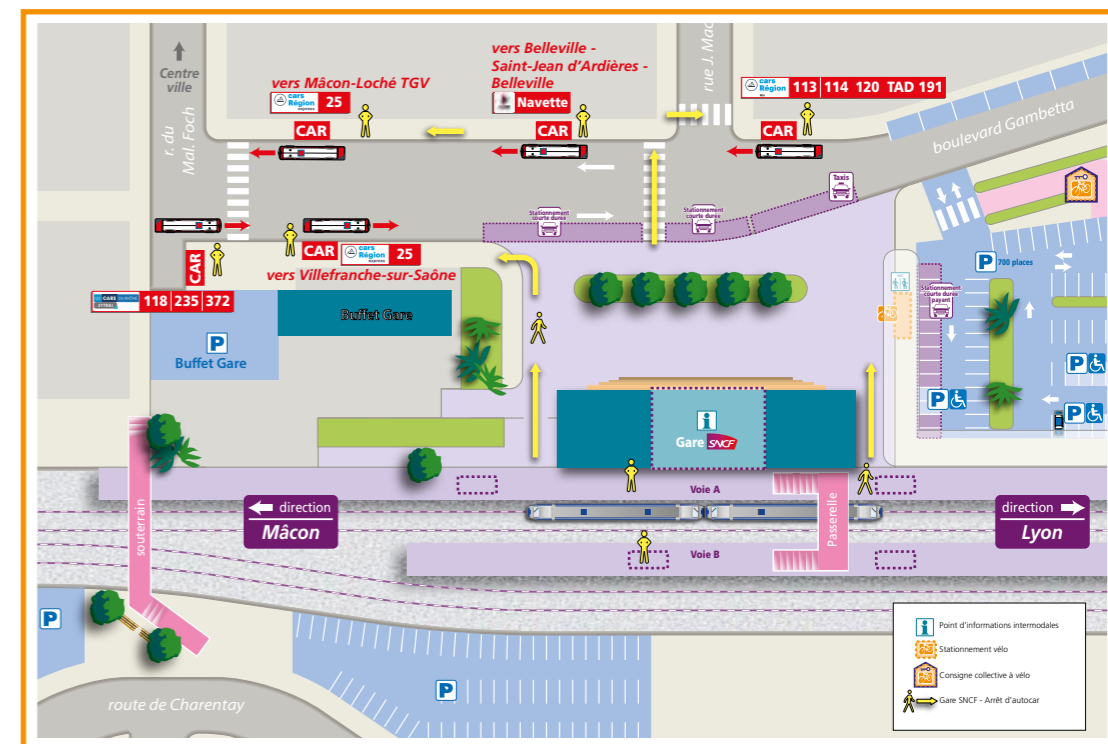 Centre
ville
r. du
Mal. Foch
vers Mâcon-Loché TGV
cars
Région
express
25
CAR
vers Belleville -
Saint-Jean d'Ardières -
Belleville
Navette
CAR
rue J. Mac
cars
Région
113 114 120 TAD 191
CAR
boulevard Gambetta
Taxis
Stationnement
courte durée
Stationnement
courte durée
CAR
CAR
cars
Région
express
25
vers Villefranche-sur-Saône
118 235 372
Buffet Gare
P
Buffet Gare
P 700 places
Stationnement
courte durée
payant
P
P
P
i
Gare SNCF
souterrain
direction
Mâcon
Voie A
Voie B
Passerelle
direction
Lyon
P
P
route de Charentay
i Point d'informations intermodales
Stationnement vélo
Consigne collective à vélo
Gare SNCF - Arrêt d'autocar